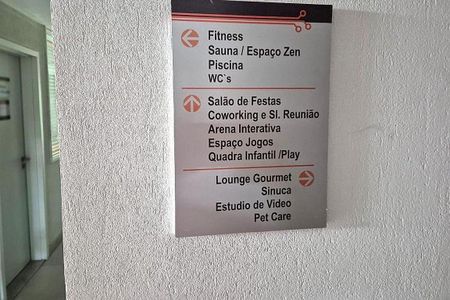 Fitness
Sauna / Espaço Zen
Piscina
WC`s
Salão de Festas
Coworking e Sl. Reunião
Arena Interativa
Espaço Jogos
Quadra Infantil /Play
Lounge Gourmet
Sinuca
Estudio de Vídeo
Pet Care